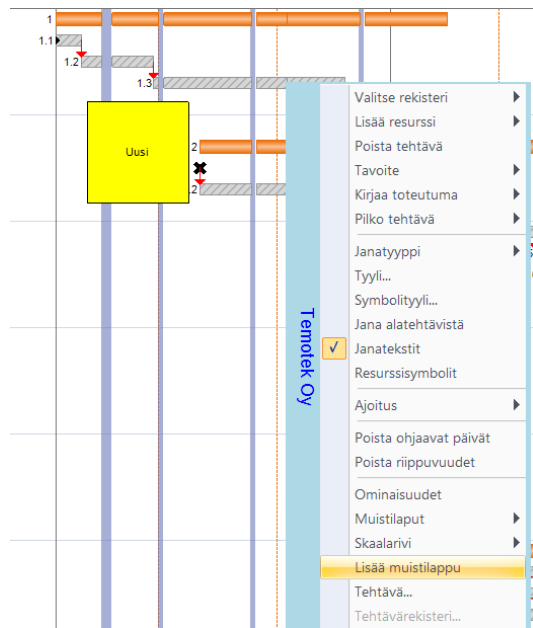 1
1.1
1.2
1.3
Uusi
2
.2
Temotek Oy
Valitse rekisteri
Lisää resurssi
Poista tehtävä
Tavoite
Kirjaa toteutuma
Pilko tehtävä
Janatyyppi
Tyyli...
Symbolityyli...
Jana alatehtävistä
Janatekstit
Resurssisymbolit
Ajoitus
Poista ohjaavat päivät
Poista riippuvuudet
Ominaisuudet
Muistilaput
Skaalarivi
Lisää muistilappu
Tehtävä...
Tehtävärekisteri...